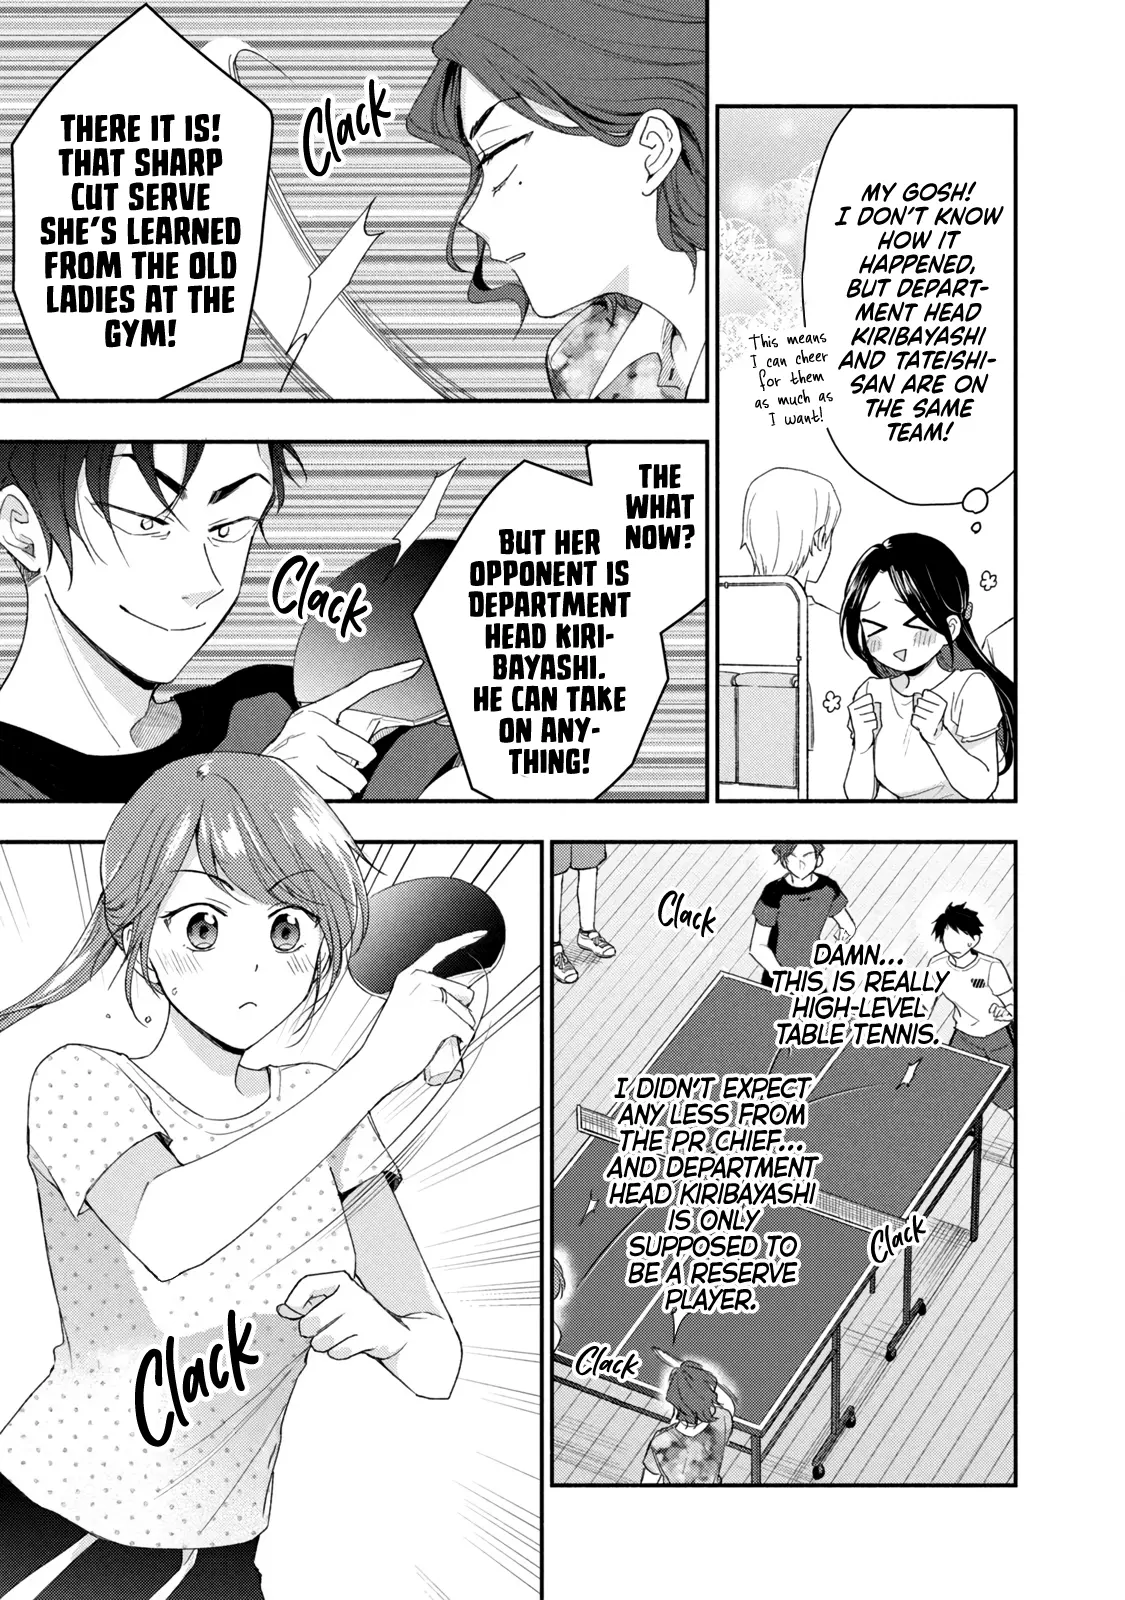 MY GOSH!
I DON'T KNOW
HOW IT
HAPPENED,
BUT DEPART-
MENT HEAD
KIRIBAYASHI
AND TATEISHI-
SAN ARE ON
THE SAME
TEAM!
This means
I can cheer
for them
as much as
I want!
Clack
THERE IT IS!
THAT SHARP
CUT SERVE
SHE'S LEARNED
FROM THE OLD
LADIES AT THE
GYM!
THE
WHAT
NOW?
BUT HER
OPPONENT IS
DEPARTMENT
HEAD KIRI-
BAYASHI.
HE CAN TAKE
ON ANY-
THING!
Clack
Clack
DAMN...
THIS IS REALLY
HIGH-LEVEL
TABLE TENNIS.
I DIDN'T EXPECT
ANY LESS FROM
THE PR CHIEF...
AND DEPARTMENT
HEAD KIRIBAYASHI
IS ONLY
SUPPOSED TO
BE A RESERVE
PLAYER.
Clack
Clack
Clack